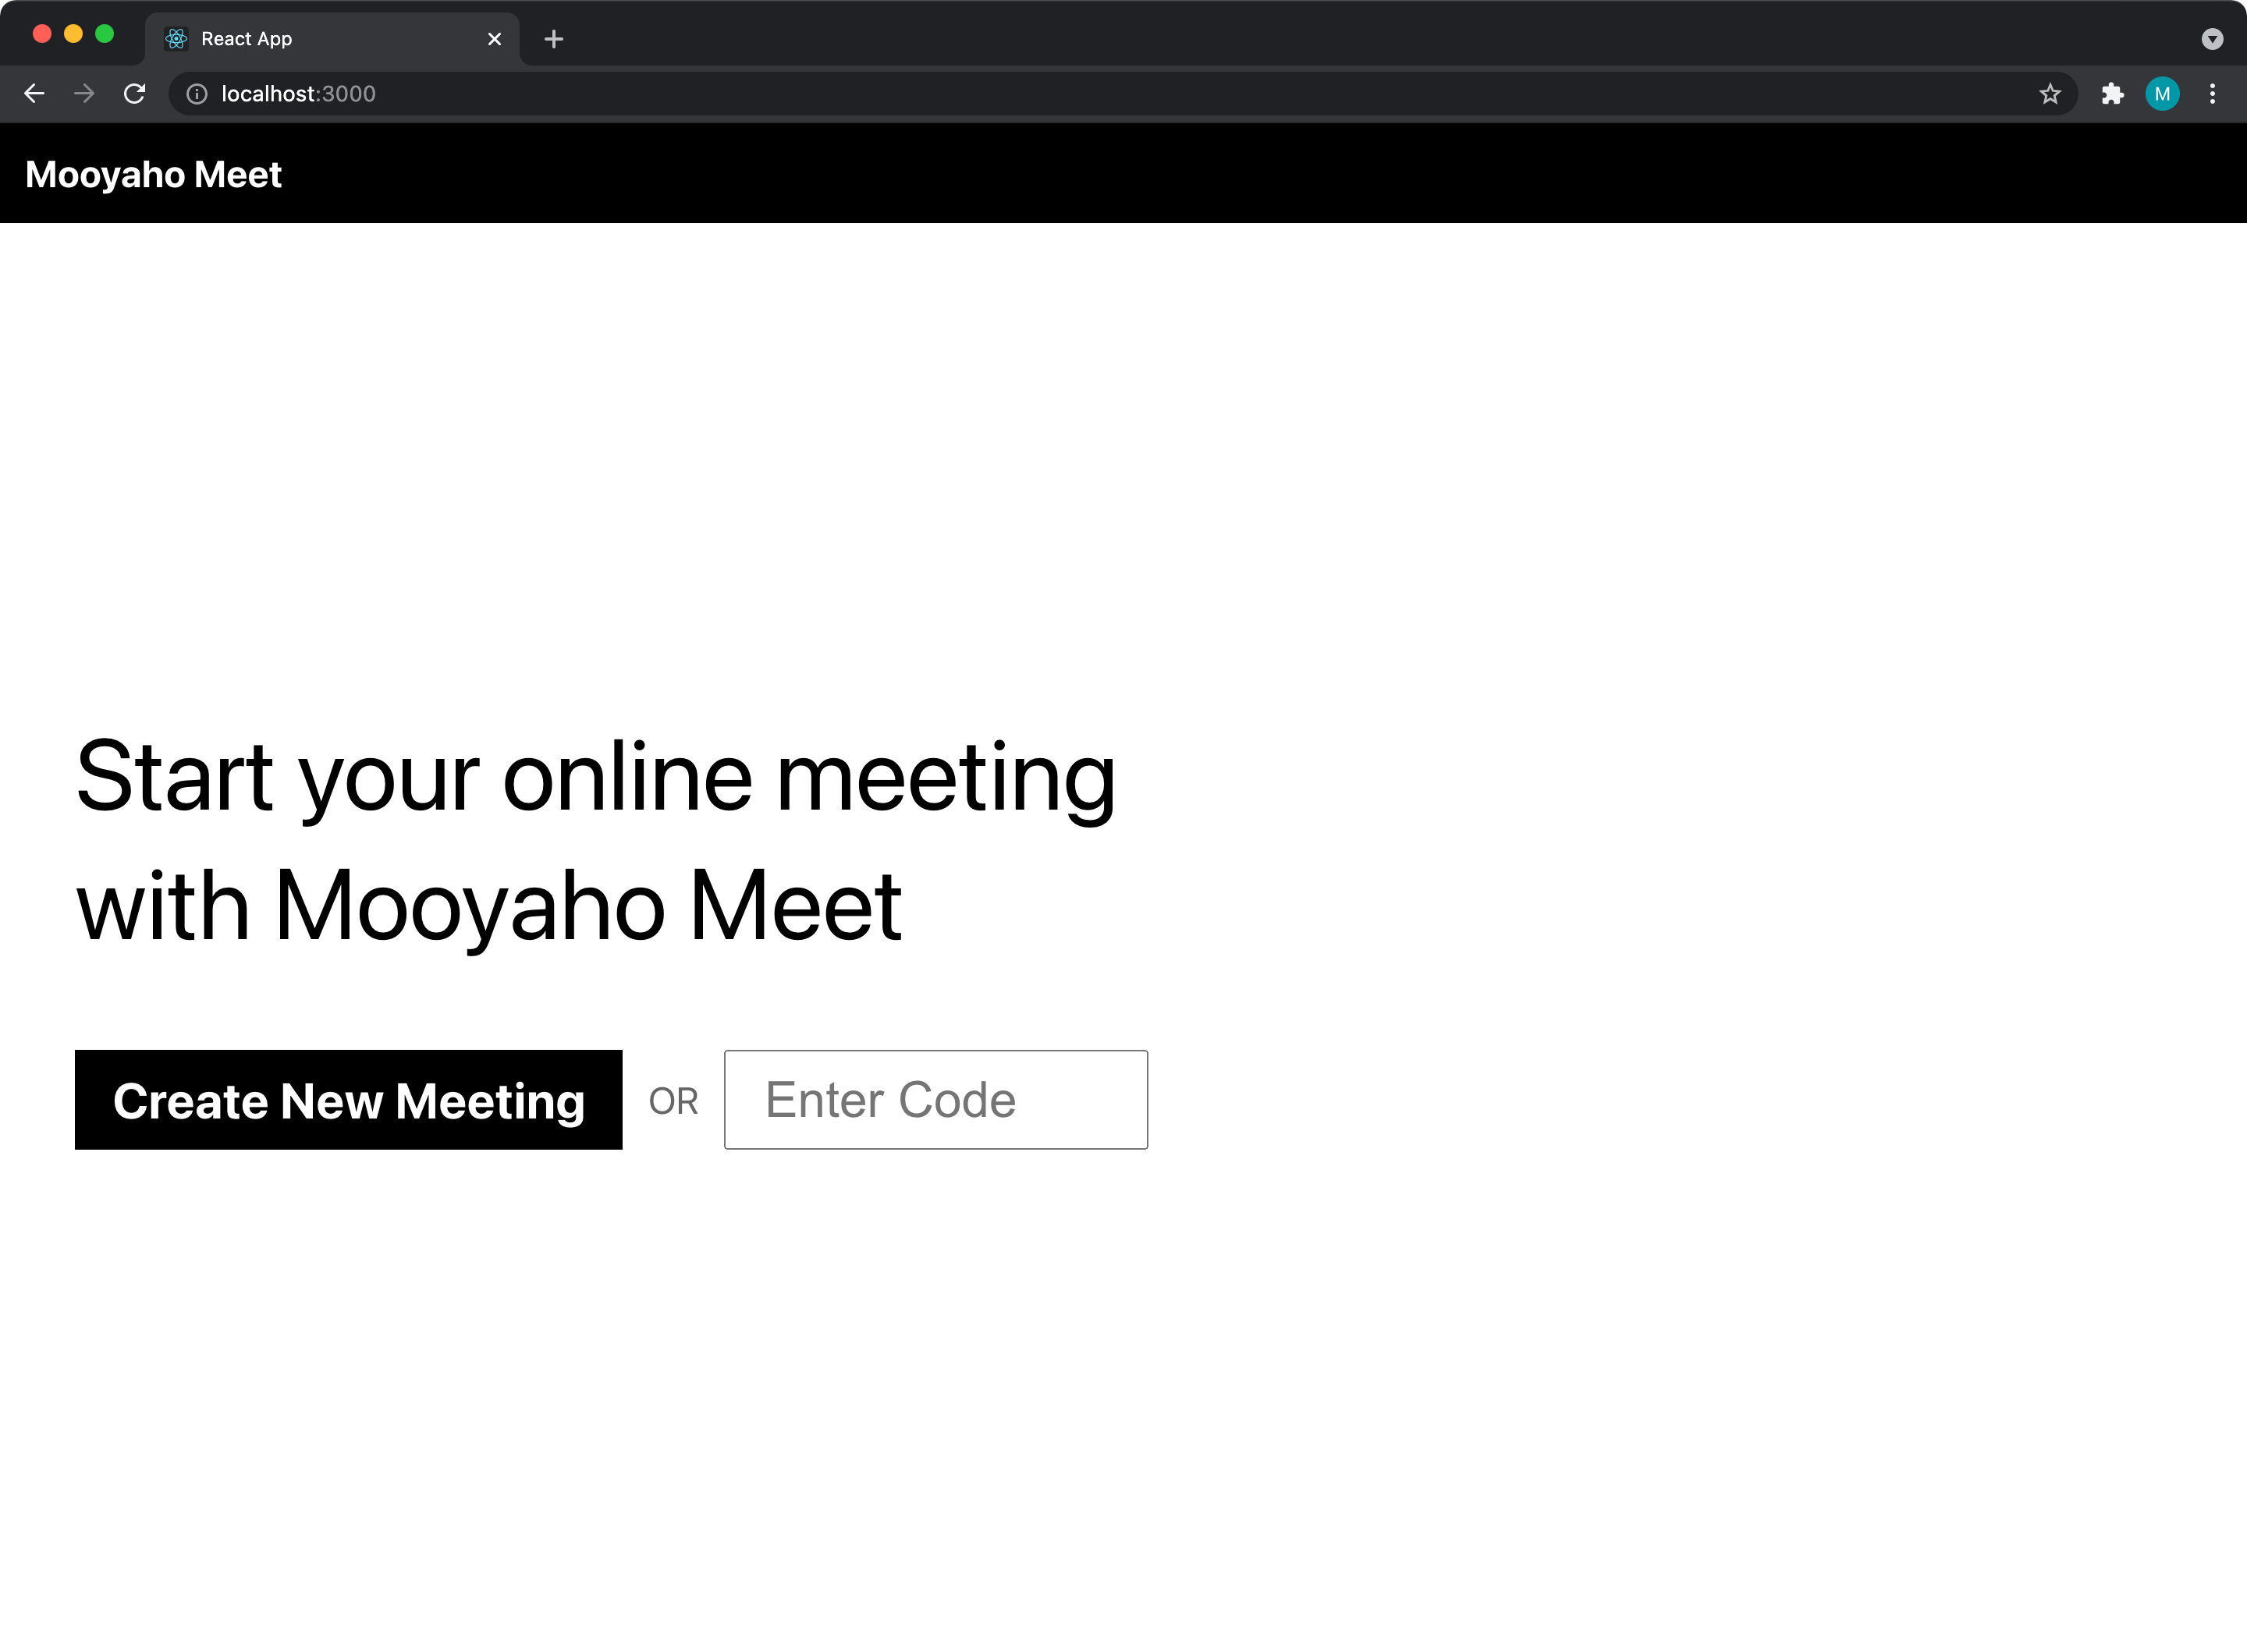 React App
localhost:3000
M
Mooyaho Meet
Start your online meeting
with Mooyaho Meet
Create New Meeting
OR
Enter Code